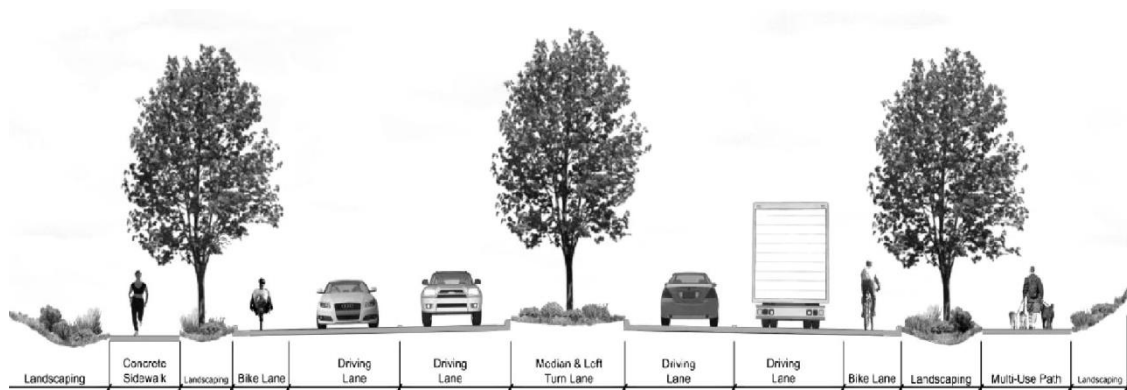 Landscaping
Concrete
Sidewalk
Landscaping
Bike Lane
Driving
Lane
Driving
Lane
Median & Left
Turn Lane
Driving
Lane
Driving
Lane
Bike Lane
Landscaping
Multi-Use Path
Landscaping